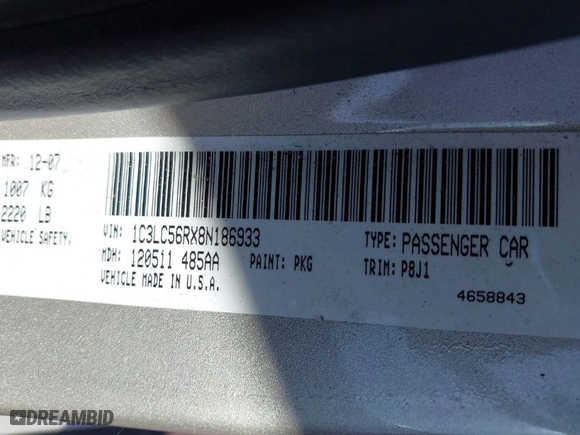 MFR: 12-07
1007 KG
2220 LB
VEHICLE SAFETY.
VIN: 1C3LC56RX8N186933
TYPE: PASSENGER CAR
MDH: 120511 485AA PAINT: PKG
TRIM: P8J1
VEHICLE MADE IN U.S.A.
4658843
DREAMBID